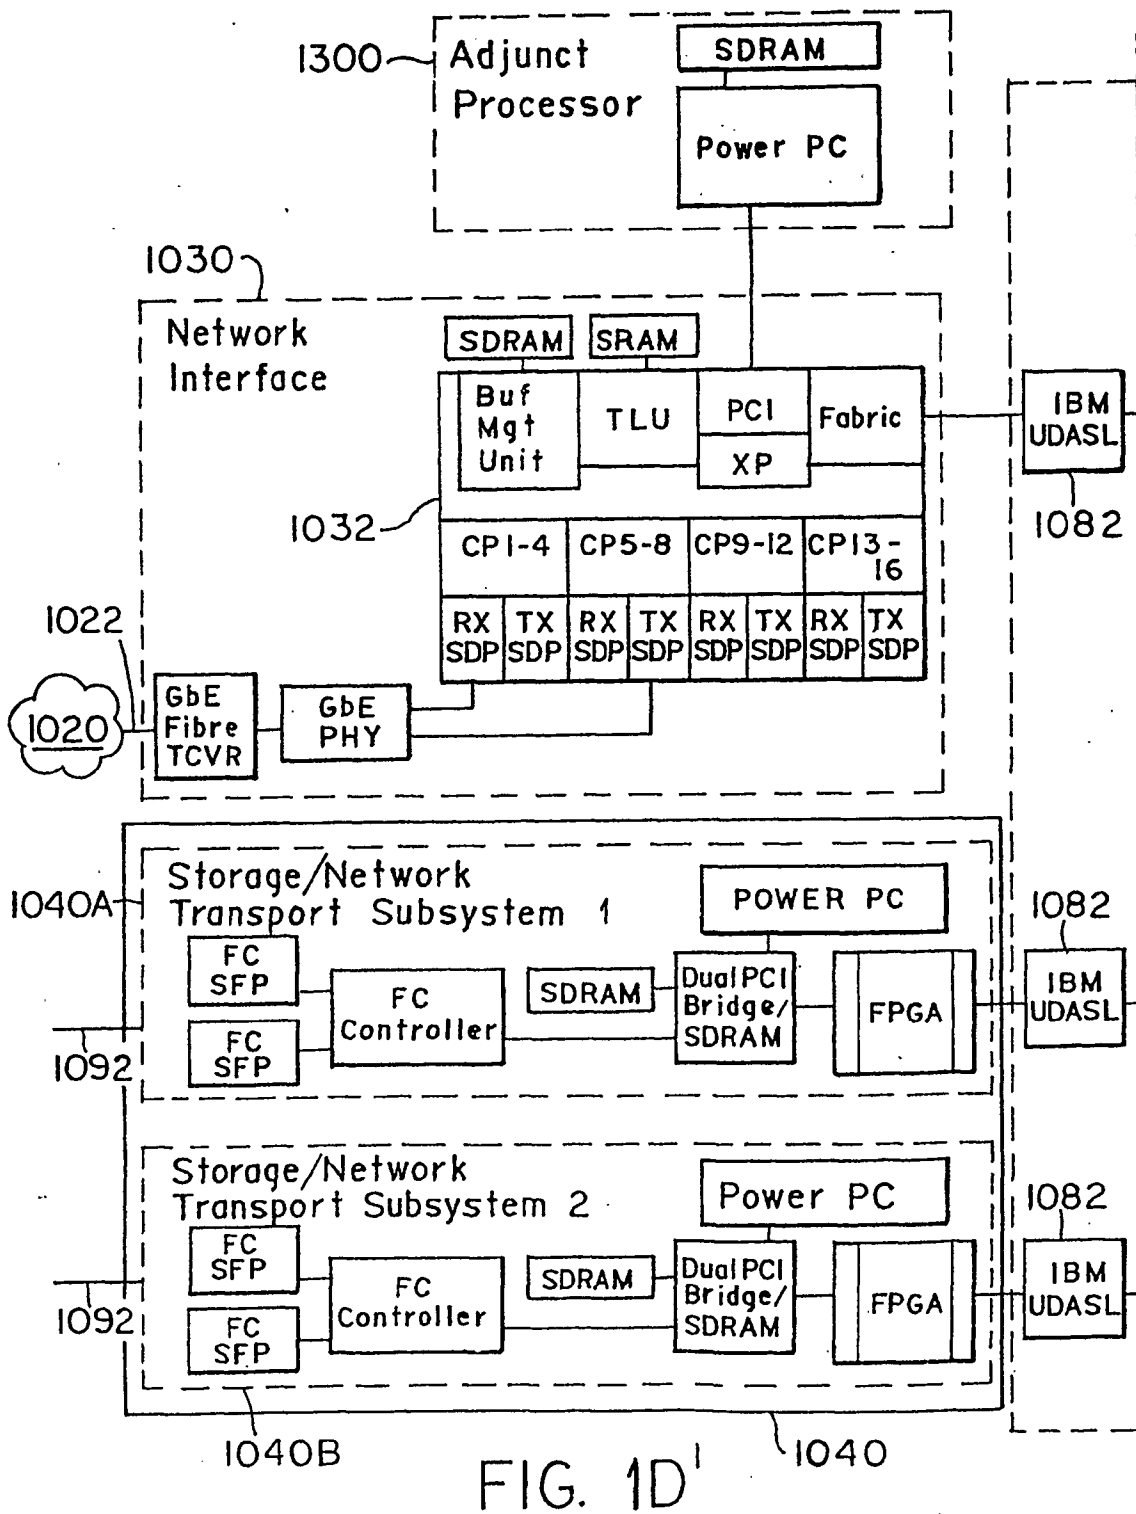 1300
Adjunct
Processor
SDRAM
Power PC
1030
Network
Interface
SDRAM
SRAM
Buf
Mgt
Unit
TLU
PCI
XP
Fabric
IBM
UDASL
1082
1032
CP1-4
CP5-8
CP9-12
CP13-
16
RX
SDP
TX
SDP
RX
SDP
TX
SDP
RX
SDP
TX
SDP
RX
SDP
TX
SDP
1022
1020
GbE
Fibre
TCVR
GbE
PHY
1040A
Storage/Network
Transport Subsystem 1
POWER PC
FC
SFP
FC
SFP
FC
Controller
SDRAM
Dual PCI
Bridge/
SDRAM
FPGA
1082
IBM
UDASL
1092
Storage/Network
Transport Subsystem 2
Power PC
FC
SFP
FC
SFP
FC
Controller
SDRAM
Dual PCI
Bridge/
SDRAM
FPGA
1082
IBM
UDASL
1092
1040B
1040
FIG. 1D'